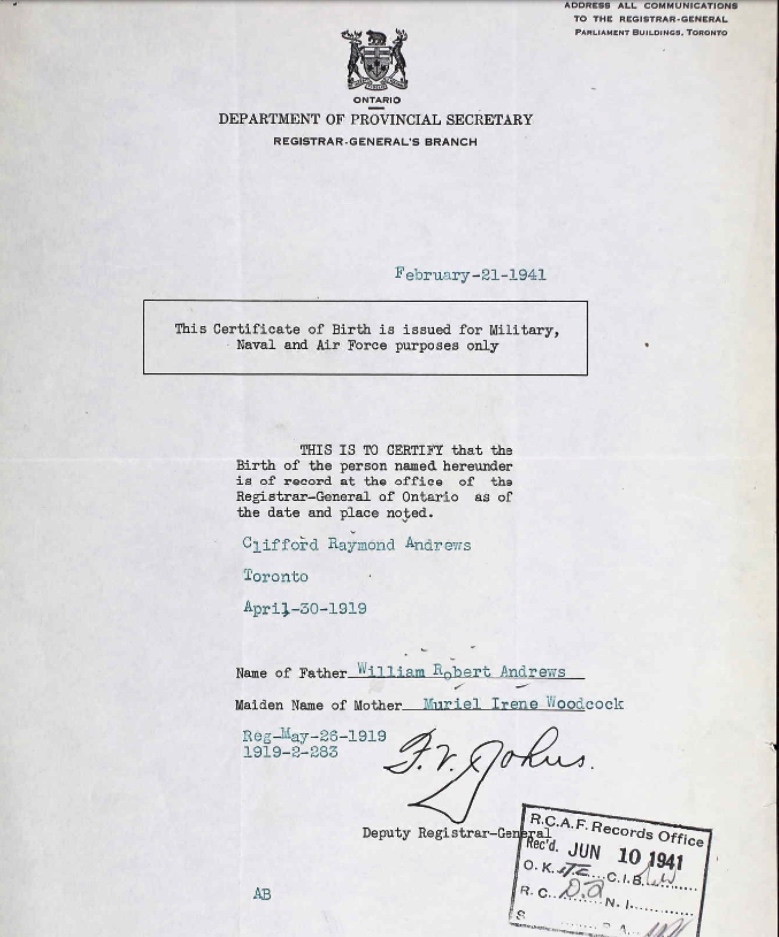 ADDRESS ALL COMMUNICATIONS
TO THE REGISTRAR-GENERAL
PARLIAMENT BUILDINGS, TORONTO
ONTARIO
DEPARTMENT OF PROVINCIAL SECRETARY
REGISTRAR-GENERAL'S BRANCH
February-21-1941
This Certificate of Birth is issued for Military,
Naval and Air Force purposes only
THIS IS TO CERTIFY that the
Birth of the person named hereunder
is of record at the office of the
Registrar-General of Ontario as of
the date and place noted.
Clifford Raymond Andrews
Toronto
April-30-1919
Name of Father William Robert Andrews
Maiden Name of Mother Muriel Irene Woodcock
Reg-May-26-1919
1919-2-283
F.V. Johns.
Deputy Registrar-General
R.C.A.F. Records Office
Rec'd. JUN 10 1941
O.K. C.I.B.
R.C. D.a N.I.
S
AB